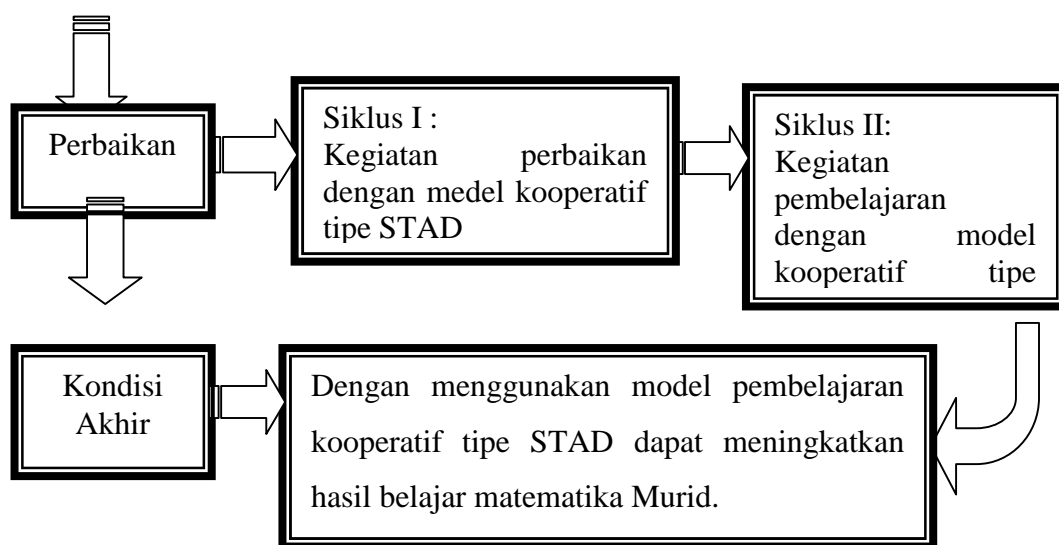 Perbaikan
Siklus I :
Kegiatan perbaikan
dengan medel kooperatif
tipe STAD
Siklus II:
Kegiatan
pembelajaran
dengan model
kooperatif tipe
Kondisi
Akhir
Dengan menggunakan model pembelajaran
kooperatif tipe STAD dapat meningkatkan
hasil belajar matematika Murid.